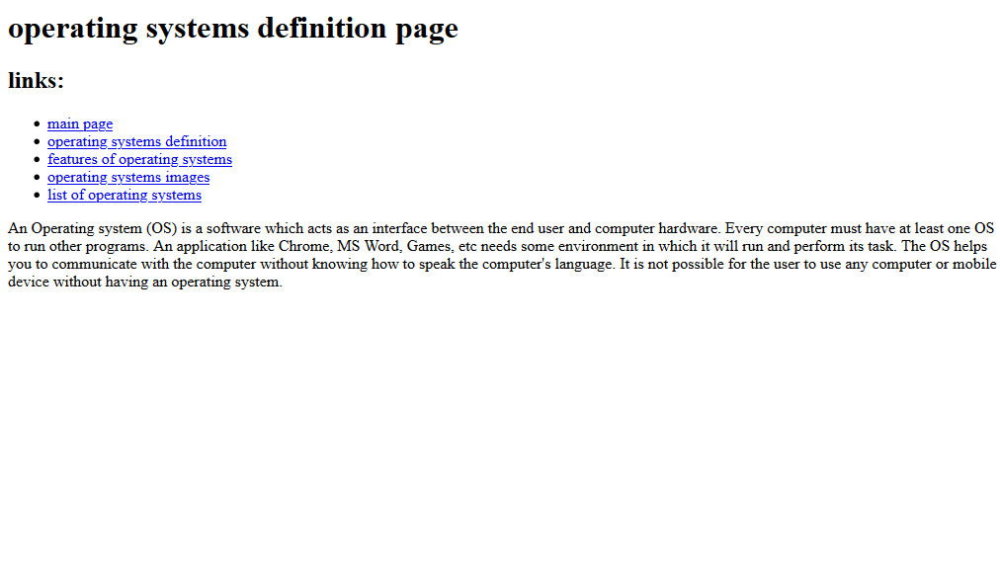 operating systems definition page
links:
main page
operating systems definition
features of operating systems
operating systems images
list of operating systems
An Operating system (OS) is a software which acts as an interface between the end user and computer hardware. Every computer must have at least one OS
to run other programs. An application like Chrome, MS Word, Games, etc needs some environment in which it will run and perform its task. The OS helps
you to communicate with the computer without knowing how to speak the computer's language. It is not possible for the user to use any computer or mobile
device without having an operating system.